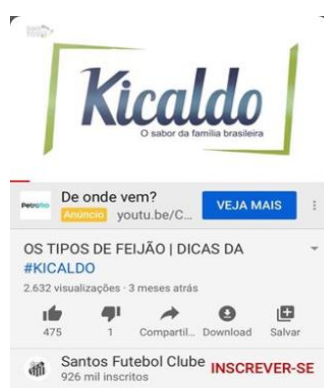 Kicaldo
O sabor da família brasileira
Petrorio
De onde vem?
Anúncio youtu.be/C...
VEJA MAIS
OS TIPOS DE FEIJÃO | DICAS DA
#KICALDO
2.632 visualizações · 3 meses atrás
475
1
Compartil...
Download
Salvar
Santos Futebol Clube
926 mil inscritos
INSCREVER-SE